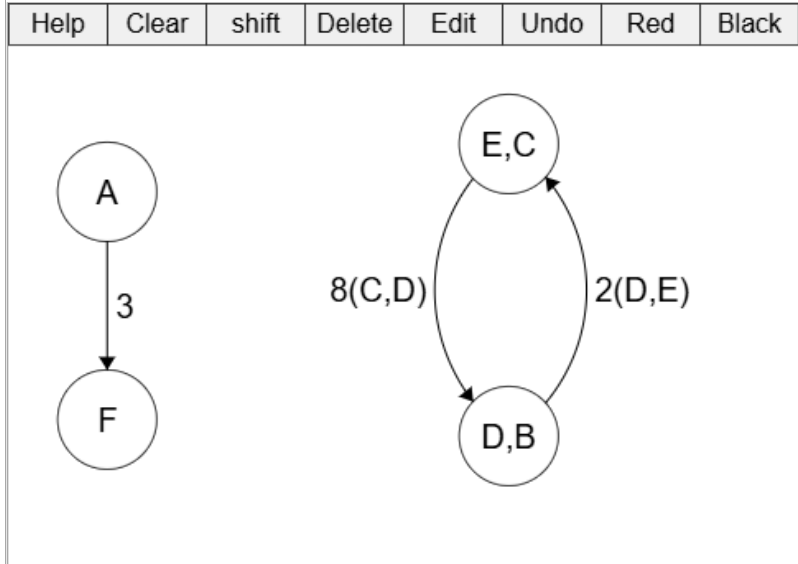 Help Clear shift Delete Edit Undo Red Black
E,C
A
8(C,D) 2(D,E)
3
F
D,B